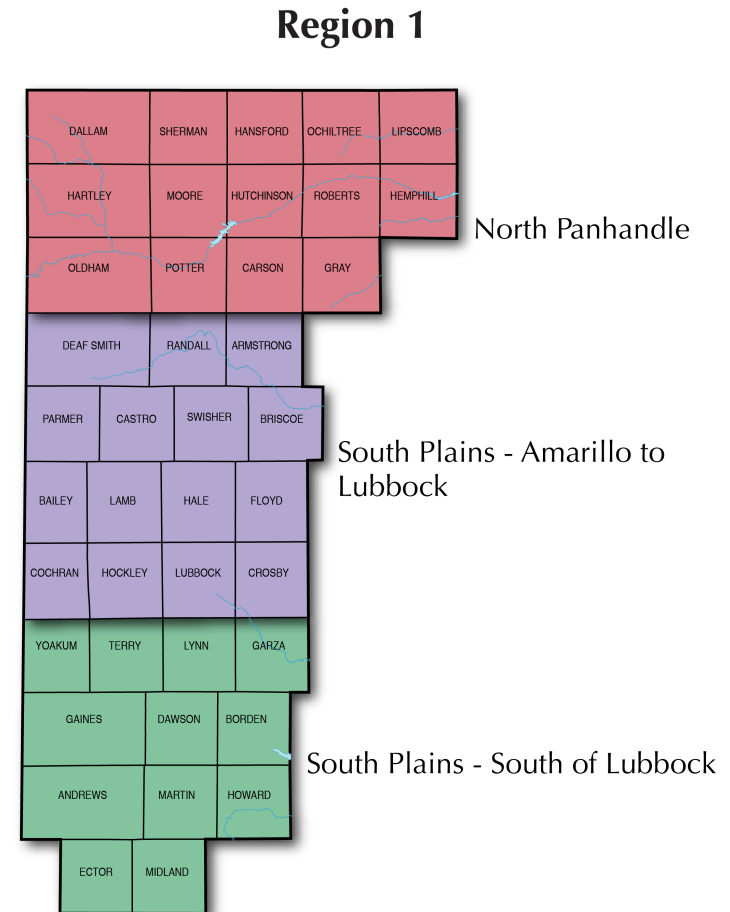 Region 1
DALLAM SHERMAN HANSFORD OCHILTREE LIPSCOMB
HARTLEY MOORE HUTCHINSON ROBERTS HEMPHILL
North Panhandle
OLDHAM POTTER CARSON GRAY
DEAF SMITH RANDALL ARMSTRONG
PARMER CASTRO SWISHER BRISCOE
South Plains - Amarillo to
Lubbock
BAILEY LAMB HALE FLOYD
COCHRAN HOCKLEY LUBBOCK CROSBY
YOAKUM TERRY LYNN GARZA
GAINES DAWSON BORDEN
South Plains - South of Lubbock
ANDREWS MARTIN HOWARD
ECTOR MIDLAND